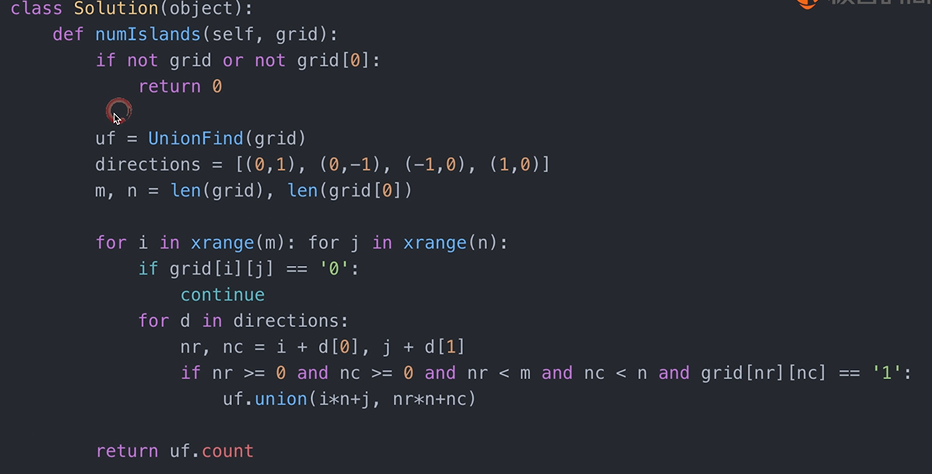 class Solution(object):
    def numIslands(self, grid):
        if not grid or not grid[0]:
            return 0
        uf = UnionFind(grid)
        directions = [(0,1), (0,-1), (-1,0), (1,0)]
        m, n = len(grid), len(grid[0])
        for i in xrange(m): for j in xrange(n):
            if grid[i][j] == '0':
                continue
            for d in directions:
                nr, nc = i + d[0], j + d[1]
                if nr >= 0 and nc >= 0 and nr < m and nc < n and grid[nr][nc] == '1':
                    uf.union(i*n+j, nr*n+nc)
        return uf.count